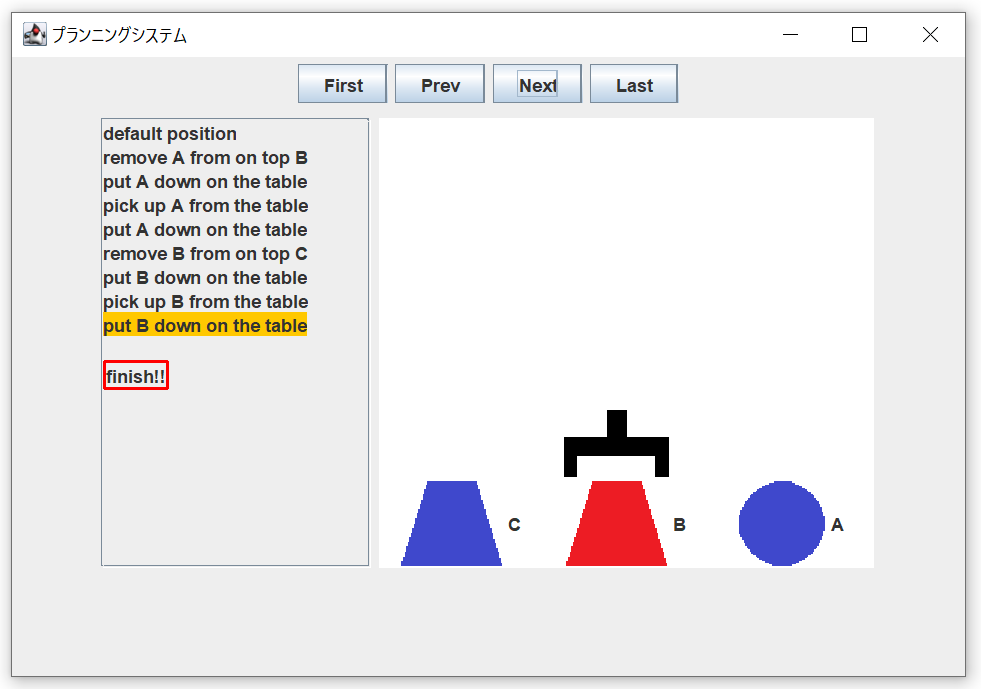 プランニングシステム
First Prev Next Last
default position
remove A from on top B
put A down on the table
pick up A from the table
put A down on the table
remove B from on top C
put B down on the table
pick up B from the table
put B down on the table
finish!!
C B A